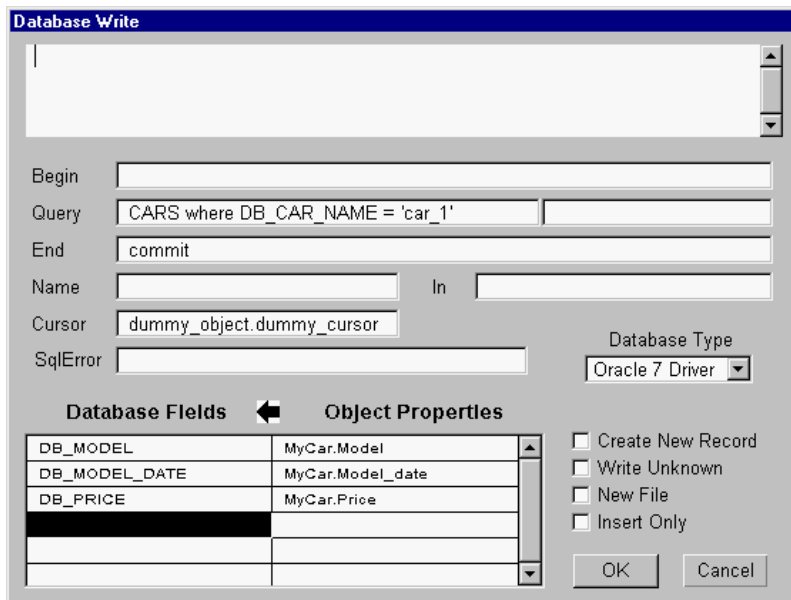 Database Write
Begin
Query CARS where DB_CAR_NAME = 'car_1'
End commit
Name In
Cursor dummy_object.dummy_cursor
Database Type
SqlError
Oracle 7 Driver
Database Fields Object Properties
DB_MODEL MyCar.Model
DB_MODEL_DATE MyCar.Model_date
DB_PRICE MyCar.Price
Create New Record
Write Unknown
New File
Insert Only
OK Cancel